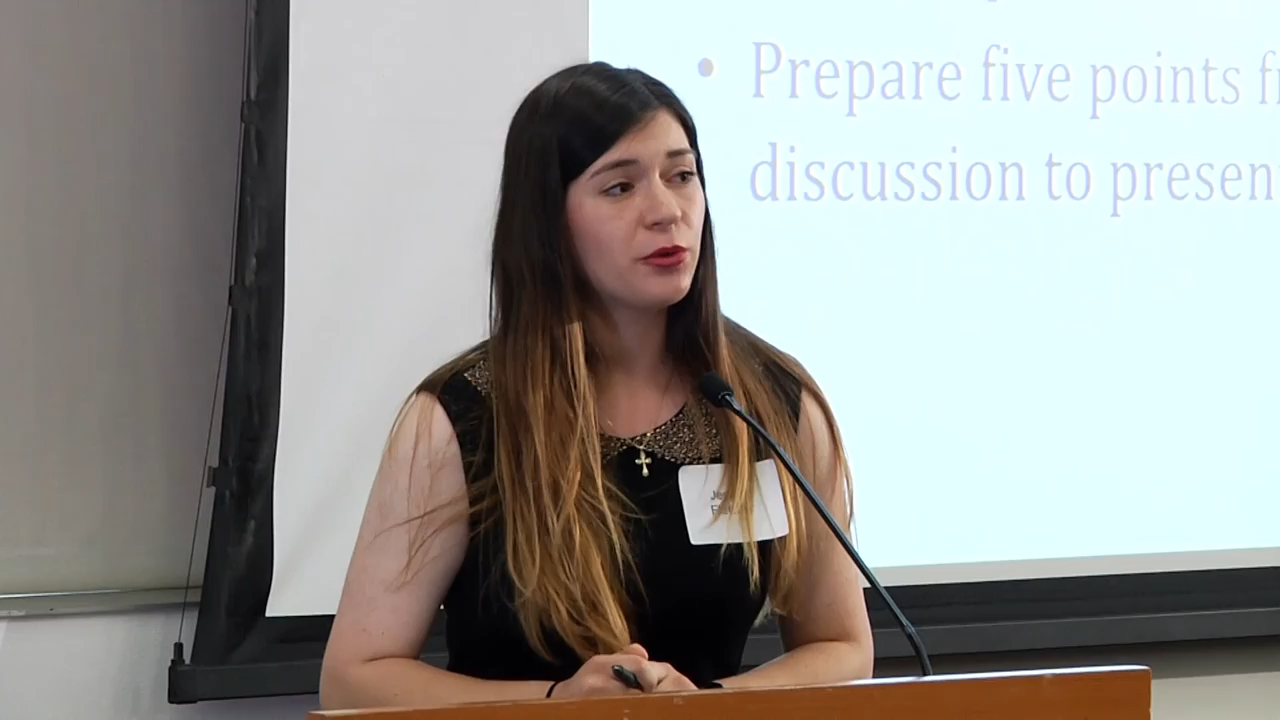 • Prepare five points
discussion to presen